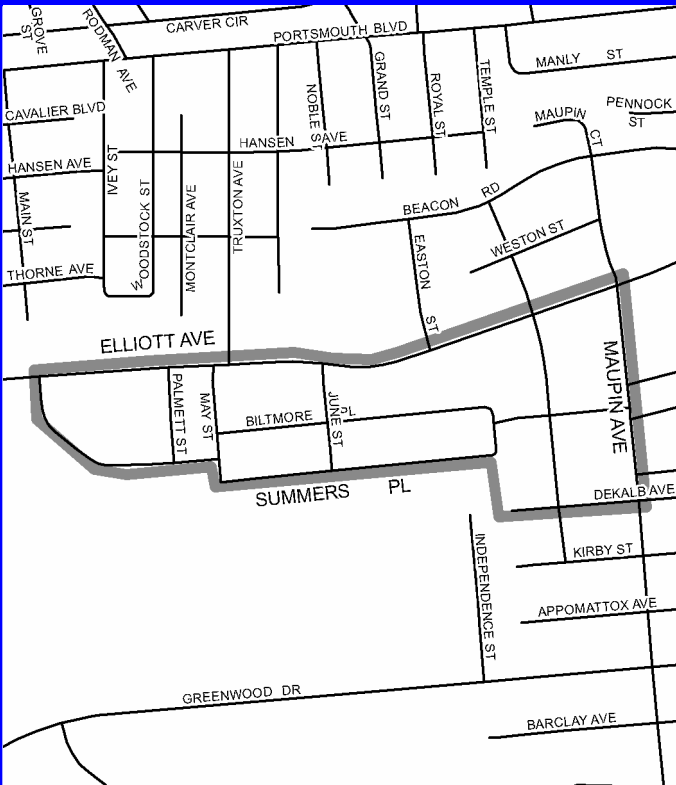 GROVE ST
RODMAN AVE
CARVER CIR
PORTSMOUTH BLVD
MANLY ST
CAVALIER BLVD
NOBLE ST
GRAND ST
ROYAL ST
TEMPLE ST
MAUPIN CT
PENNOCK ST
HANSEN AVE
HANSEN AVE
IVEY ST
WOODSTOCK ST
MONTCLAIR AVE
TRUXTON AVE
MAIN ST
BEACON RD
EASTON ST
WESTON ST
THORNE AVE
ELLIOTT AVE
MAUPIN AVE
PALMETT ST
MAY ST
JUNE ST
BILTMORE PL
SUMMERS PL
DEKALB AVE
INDEPENDENCE ST
KIRBY ST
APPOMATTOX AVE
GREENWOOD DR
BARCLAY AVE